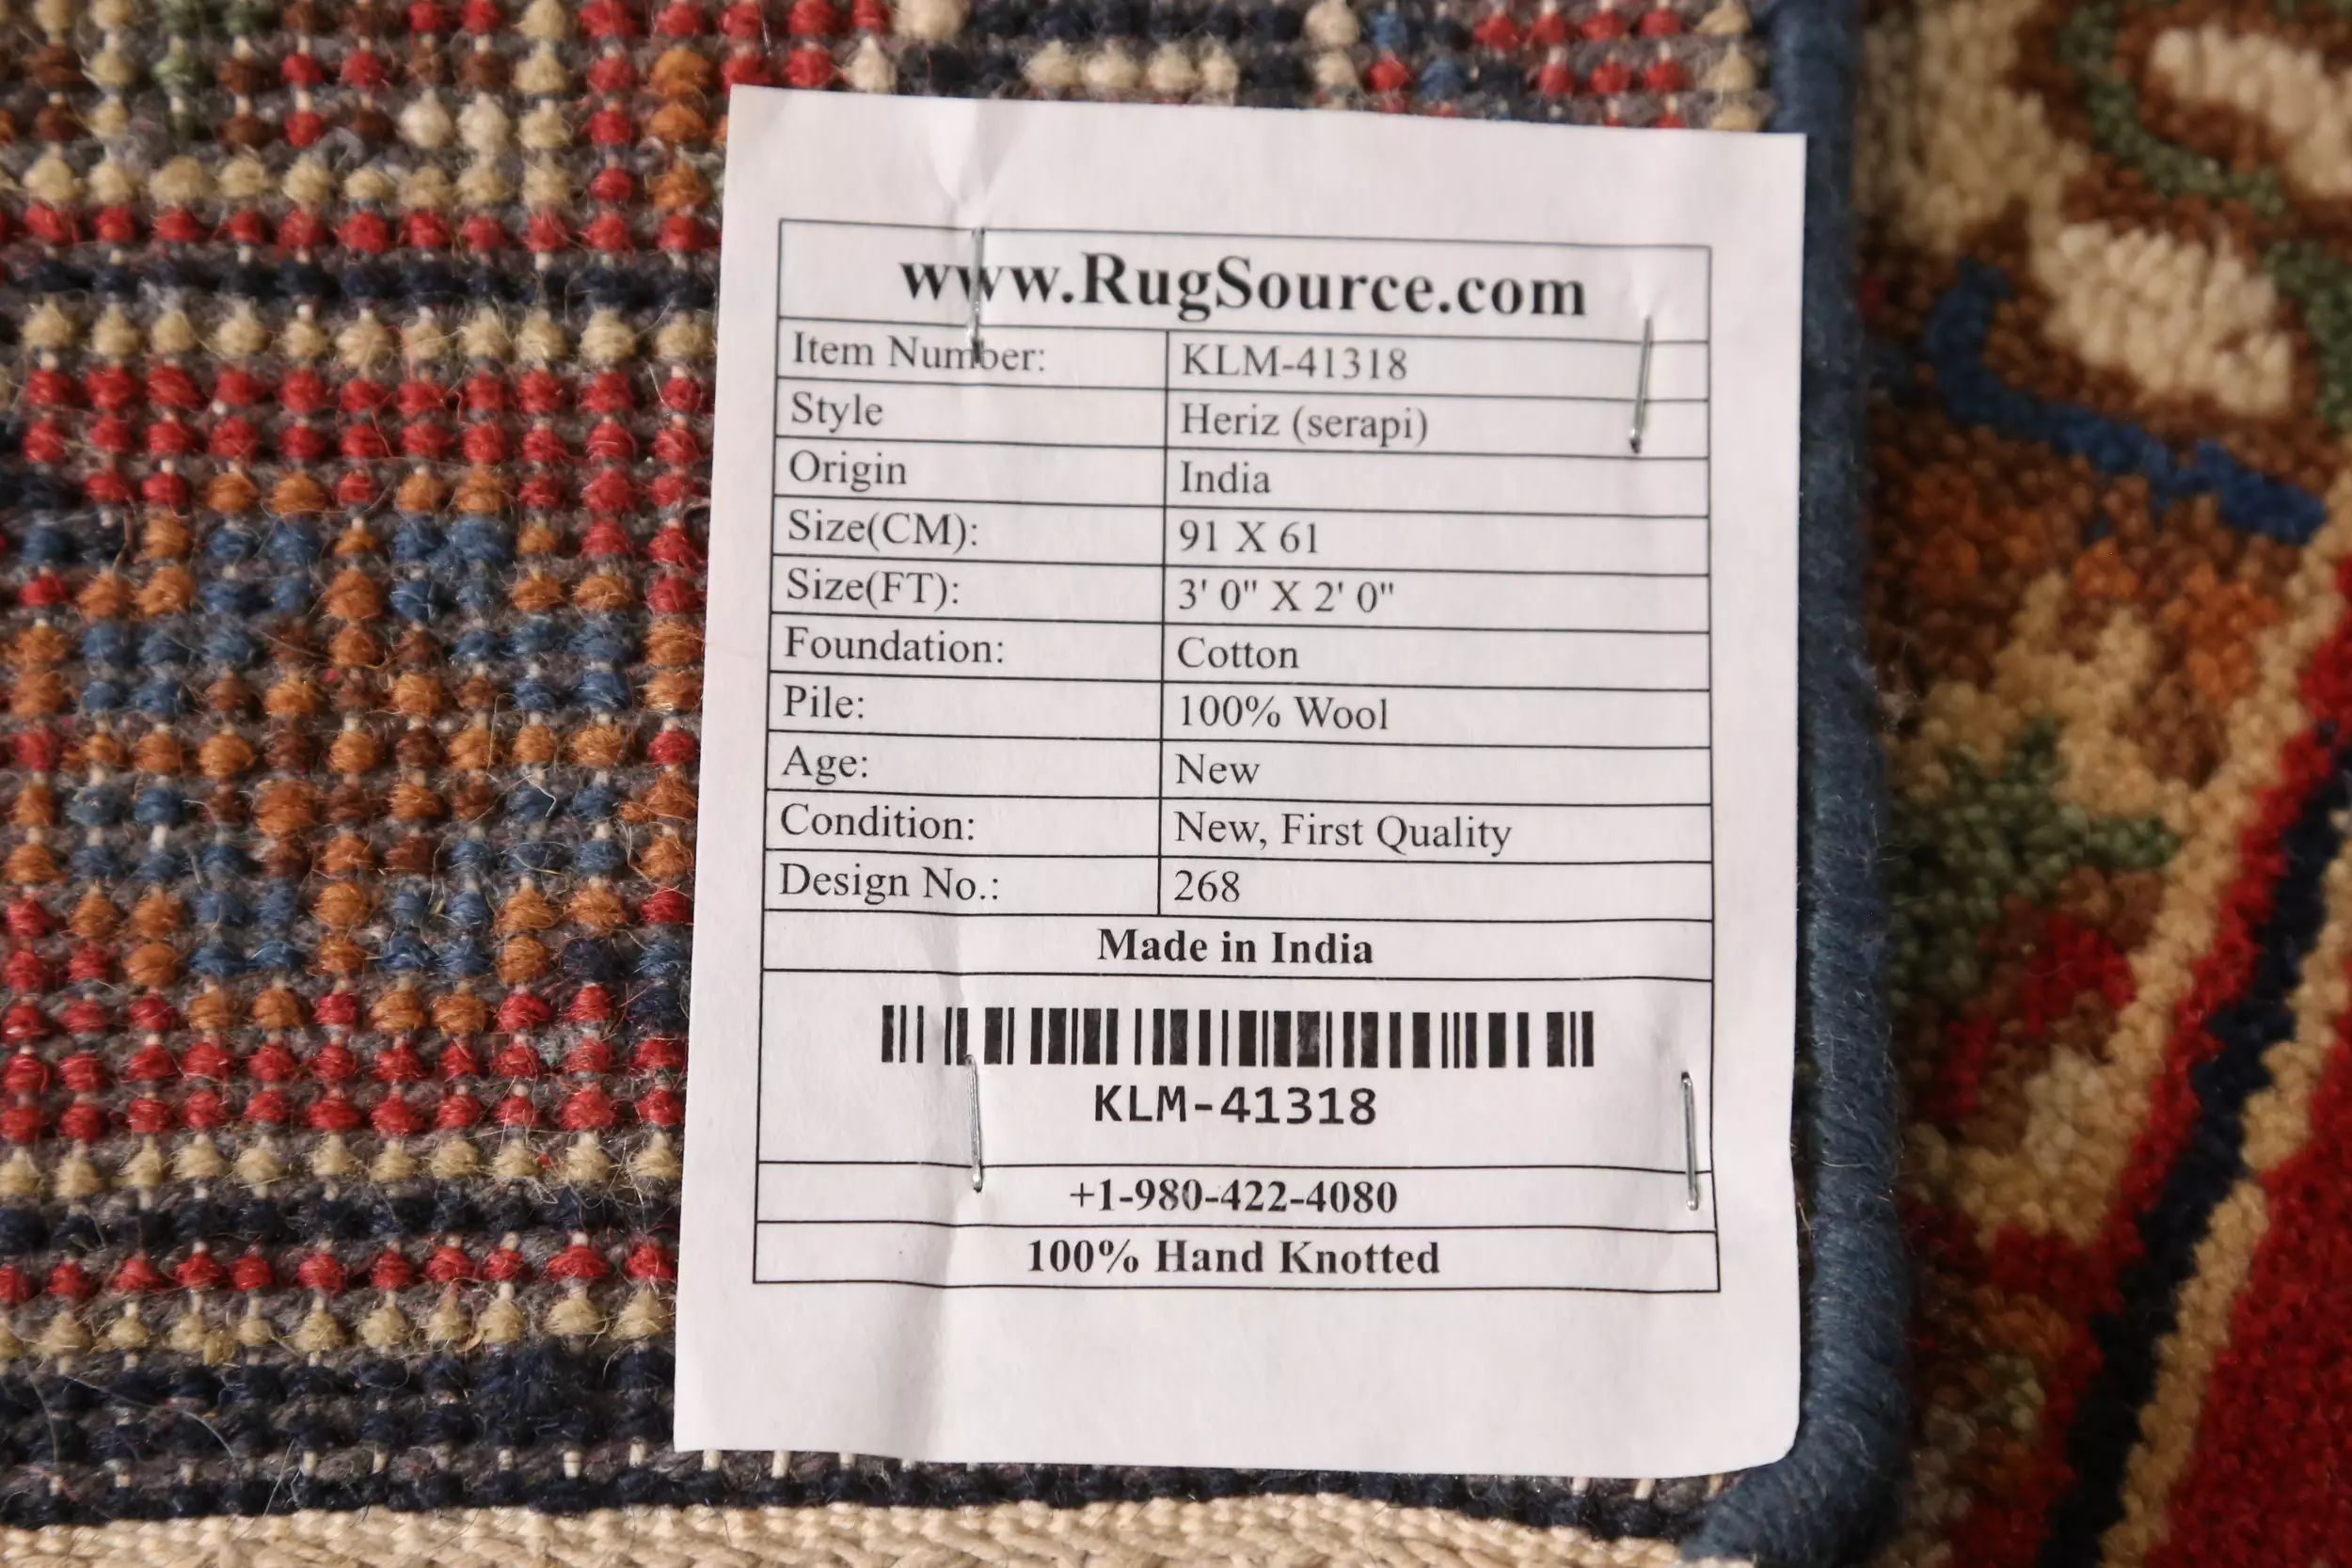 www.RugSource.com
Item Number: KLM-41318
Style Heriz (serapi)
Origin India
Size(CM): 91 X 61
Size(FT): 3' 0" X 2' 0"
Foundation: Cotton
Pile: 100% Wool
Age: New
Condition: New, First Quality
Design No.: 268
Made in India
KLM-41318
+1-980-422-4080
100% Hand Knotted